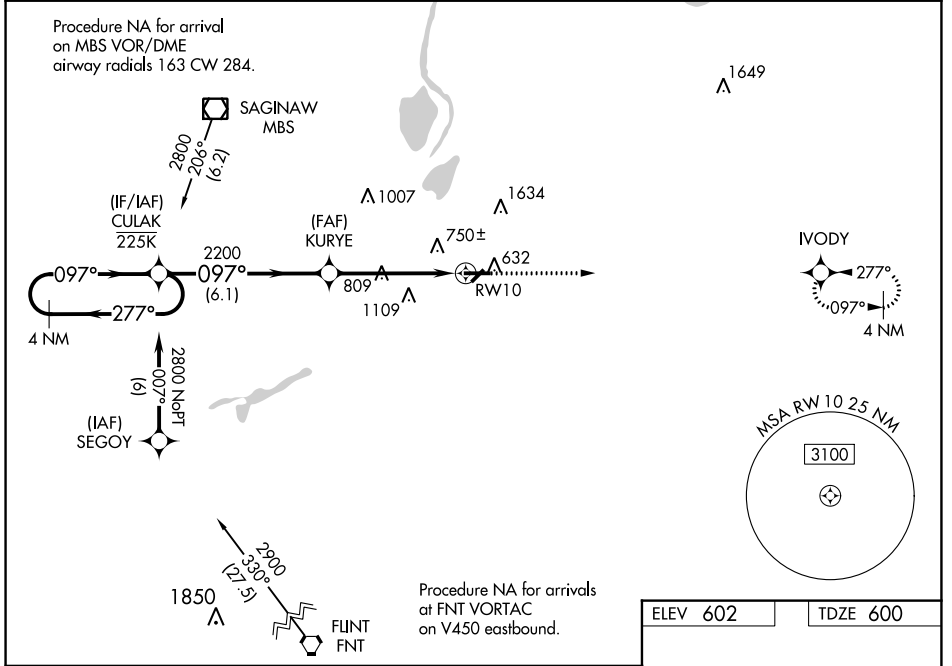 Procedure NA for arrival
on MBS VOR/DME
airway radials 163 CW 284.
1649
SAGINAW
MBS
2800
206°
(6.2)
(IF/IAF)
CULAK
225K
(FAF)
KURYE
1007
1634
750±
632
IVODY
097°
2200
097°
(6.1)
809
1109
RW10
277°
097°
4 NM
277°
4 NM
2800 NoPT
007°
(6)
(IAF)
SEGOY
MSA RW 10 25 NM
3100
2900
330°
(27.5)
1850
FLINT
FNT
Procedure NA for arrivals
at FNT VORTAC
on V450 eastbound.
ELEV 602
TDZE 600